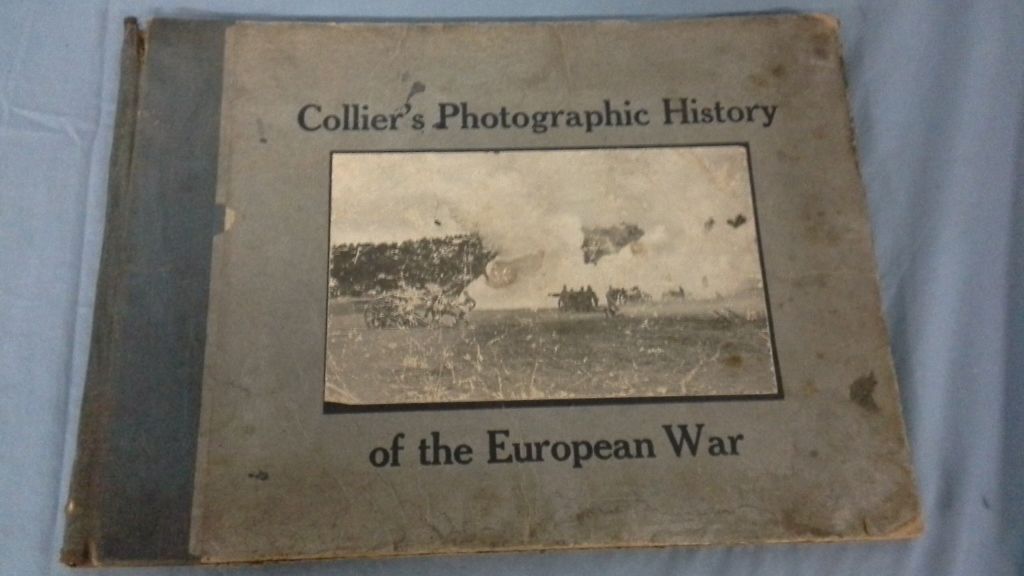 Collier's Photographic History
of the European War